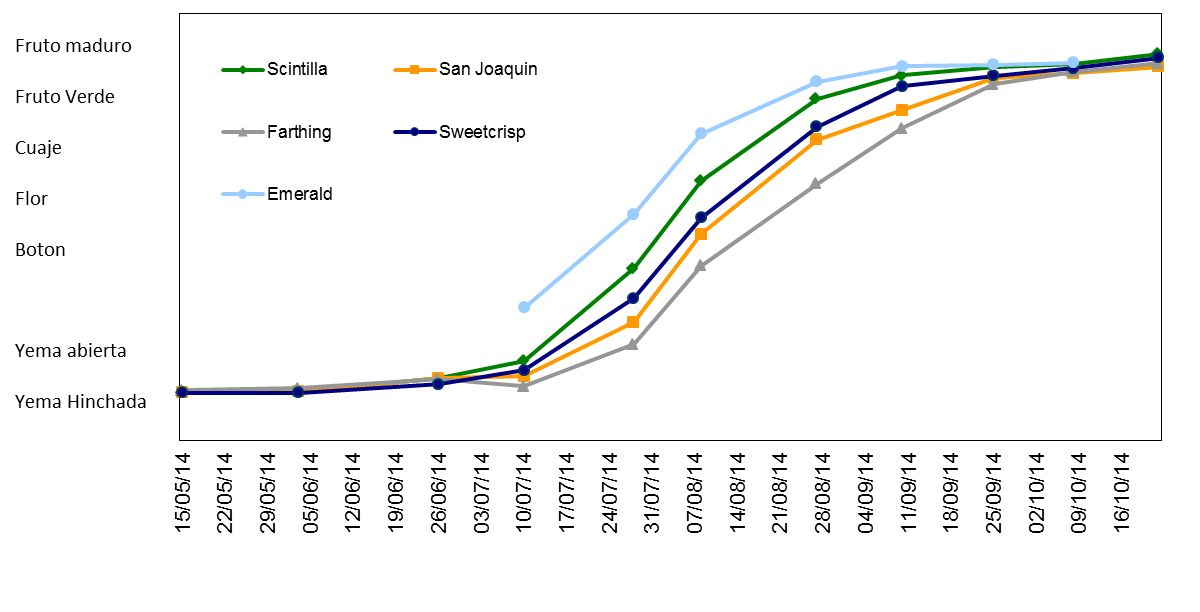 Fruto maduro
Fruto Verde
Cuaje
Flor
Boton
Yema abierta
Yema Hinchada
Scintilla
San Joaquin
Farthing
Sweetcrisp
Emerald
15/05/14
22/05/14
29/05/14
05/06/14
12/06/14
19/06/14
26/06/14
03/07/14
10/07/14
17/07/14
24/07/14
31/07/14
07/08/14
14/08/14
21/08/14
28/08/14
04/09/14
11/09/14
18/09/14
25/09/14
02/10/14
09/10/14
16/10/14